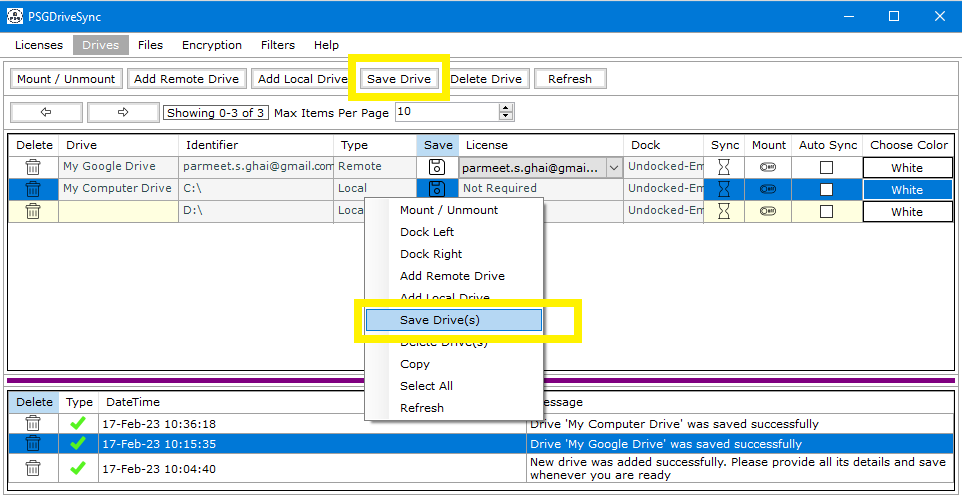 PSGDriveSync
Licenses Drives Files Encryption Filters Help
Mount / Unmount Add Remote Drive Add Local Drive Save Drive Delete Drive Refresh
Showing 0-3 of 3 Max Items Per Page 10
Delete Drive Identifier Type Save License Dock Sync Mount Auto Sync Choose Color
My Google Drive parmeet.s.ghai@gmail.com Remote parmeet.s.ghai@gmai... Undocked-Em White
My Computer Drive C:\ Local Not Required Undocked-Em White
D:\ Loca Undocked-Em White
Mount / Unmount
Dock Left
Dock Right
Add Remote Drive
Add Local Drive
Save Drive(s)
Delete Drive(s)
Copy
Select All
Refresh
Delete Type DateTime essage
17-Feb-23 10:36:18 Drive 'My Computer Drive' was saved successfully
17-Feb-23 10:15:35 Drive 'My Google Drive' was saved successfully
17-Feb-23 10:04:40 New drive was added successfully. Please provide all its details and save
whenever you are ready